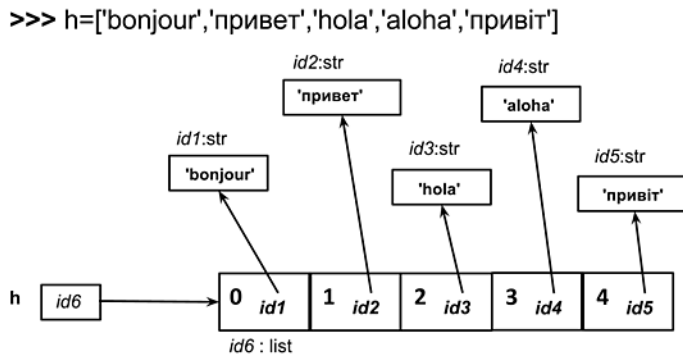 >>> h=['bonjour','привет','hola','aloha','привіт']
id2:str
id4:str
'привет'
'aloha'
id1:str
id3:str
id5:str
'bonjour'
'hola'
'привіт'
h id6 0 id1 1 id2 2 id3 3 id4 4 id5
id6 : list